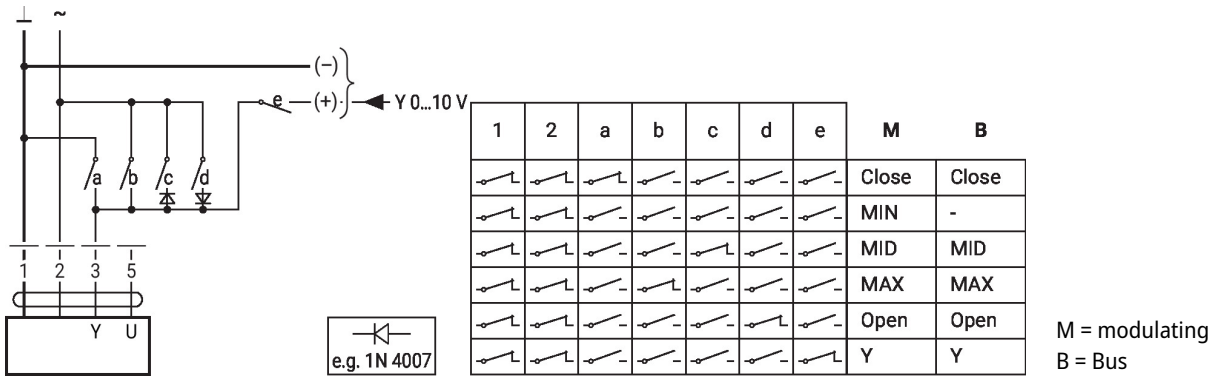 ⊥ ~
(−)
e (+) Y 0...10 V
a b c d
1 2 3 5
Y U
e.g. 1N 4007
1 2 a b c d e M B
Close Close
MIN -
MID MID
MAX MAX
Open Open
Y Y
M = modulating
B = Bus